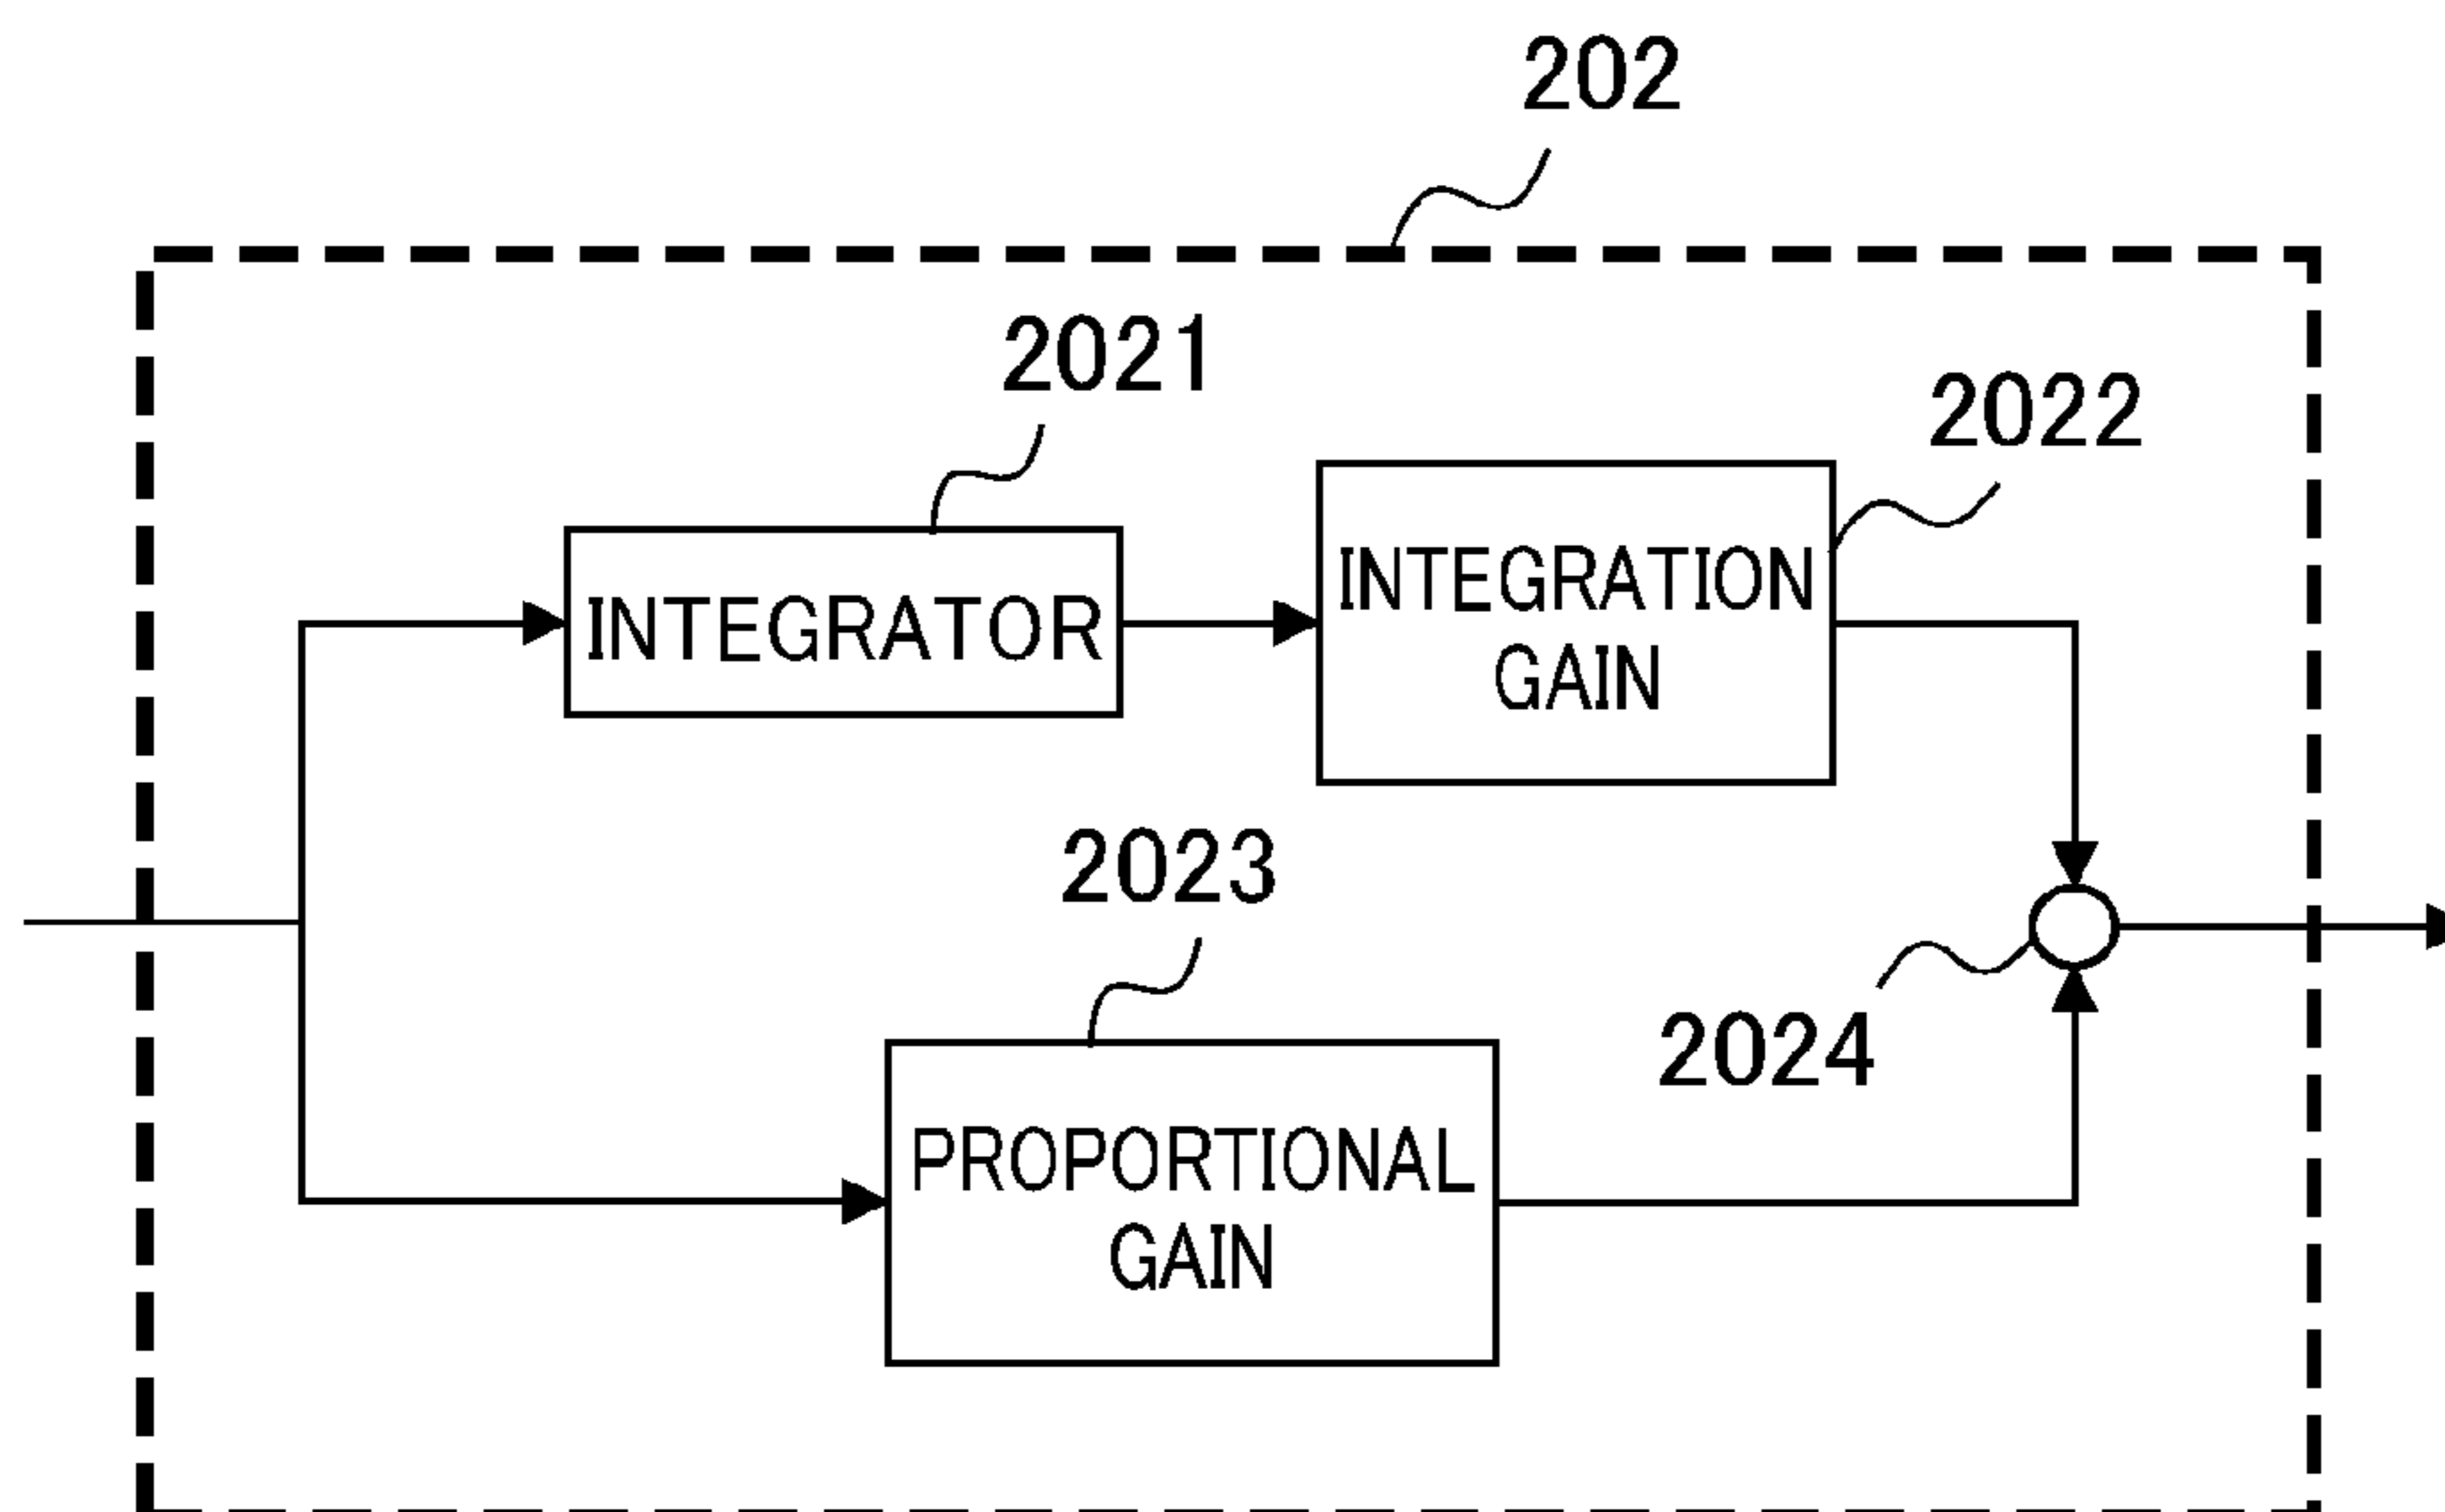 202
2021
2022
INTEGRATOR
INTEGRATION
GAIN
2023
2024
PROPORTIONAL
GAIN